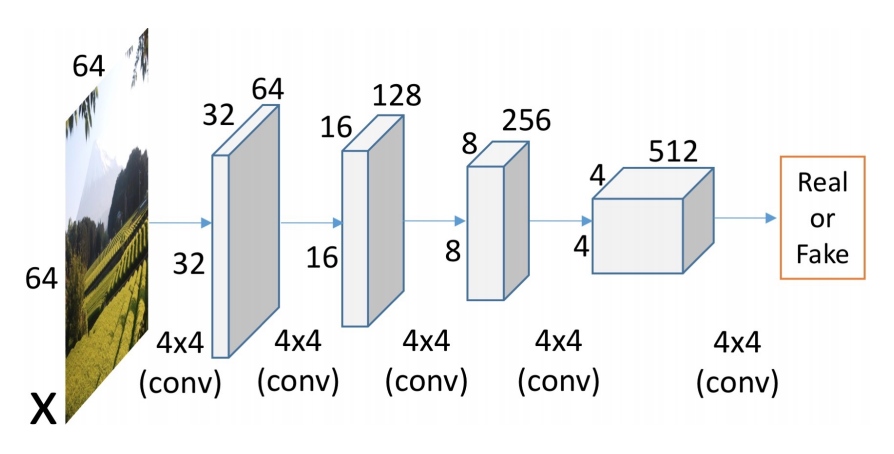 64
64
X
32
64
32
4x4
(conv)
16
128
16
4x4
(conv)
8
256
8
4x4
(conv)
4
512
4
4x4
(conv)
4x4
(conv)
Real
or
Fake